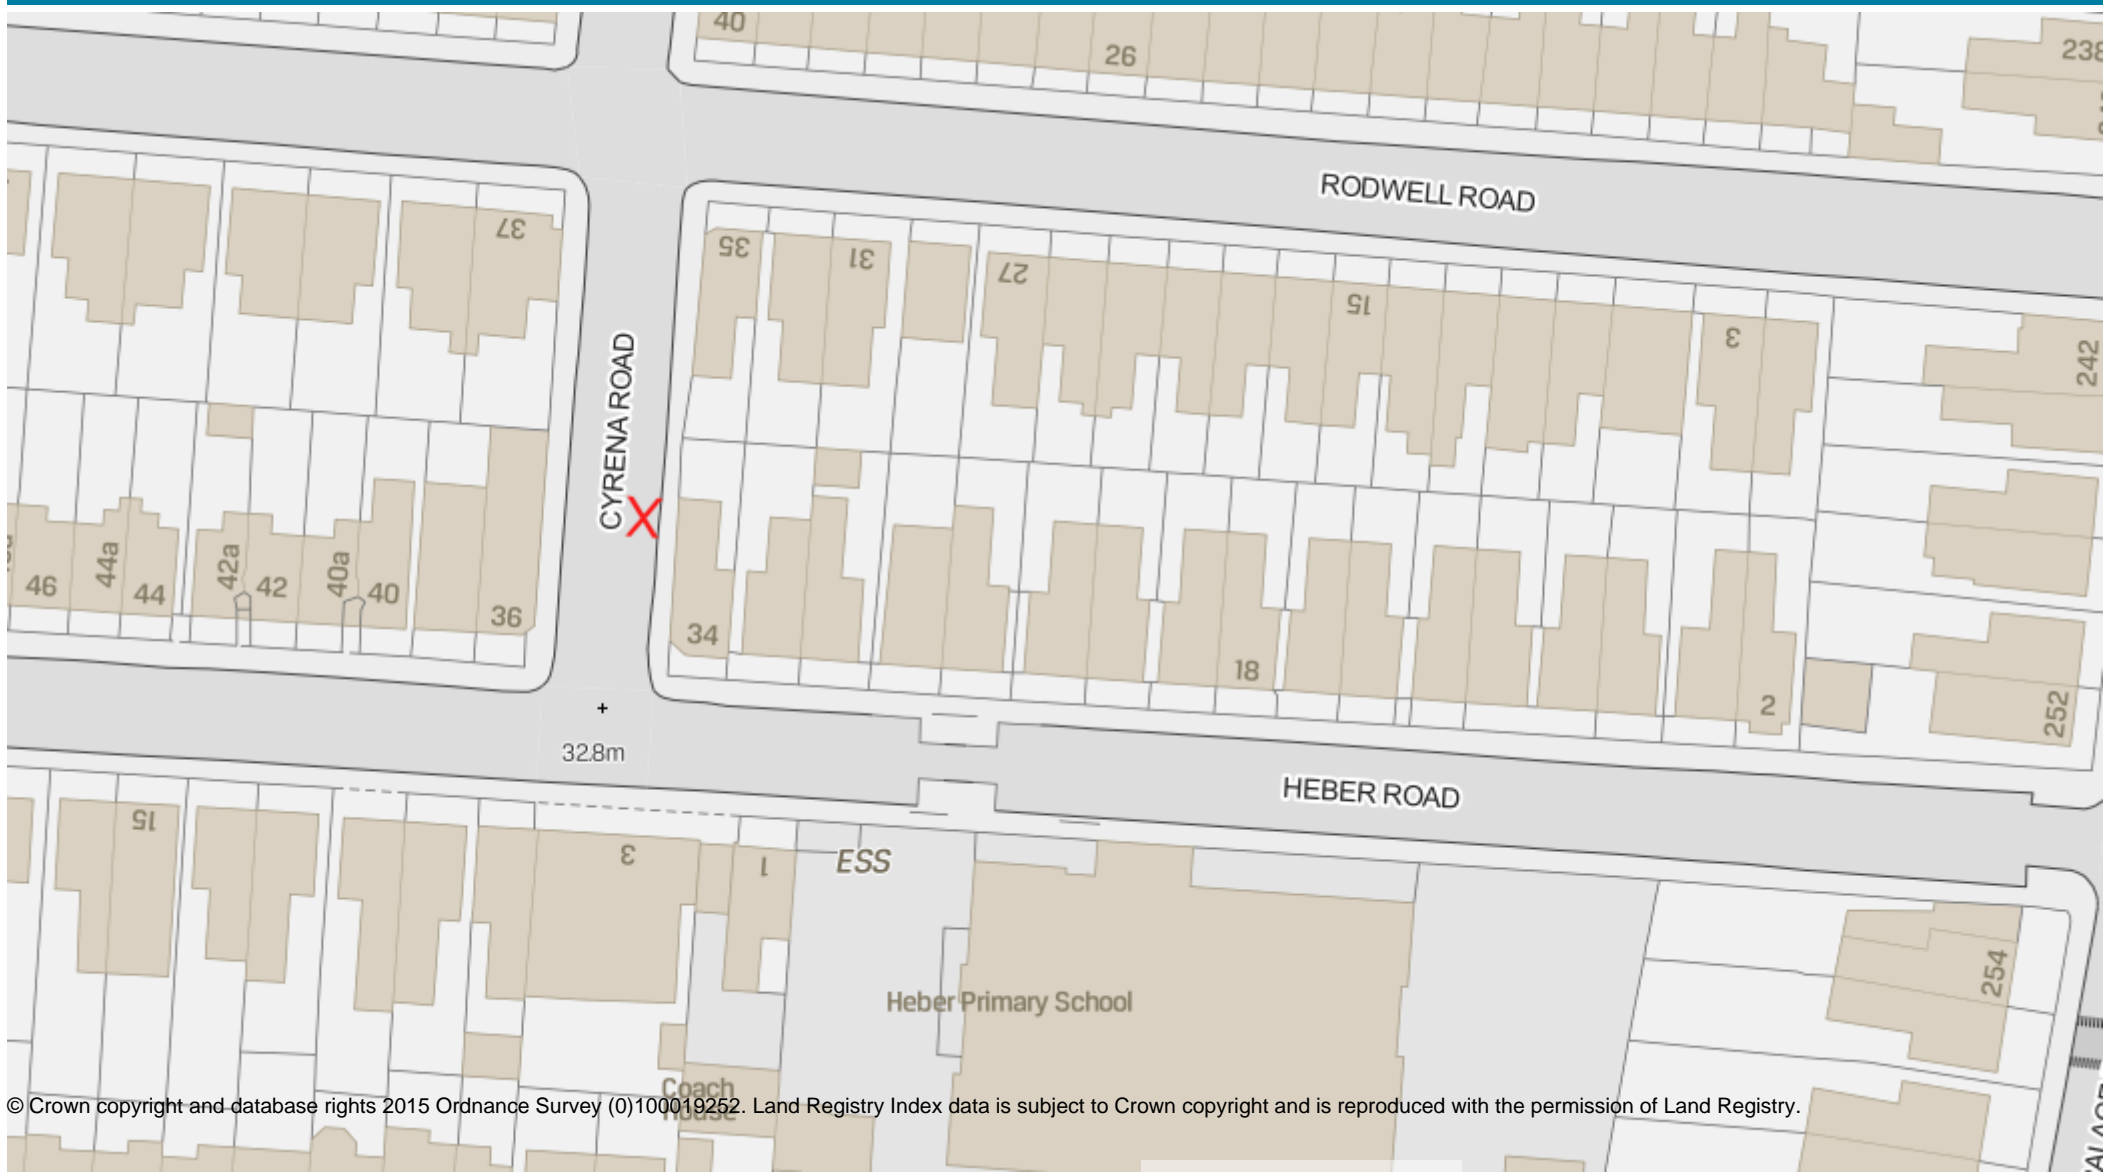 40
26
238
RODWELL ROAD
37
35
31
27
15
3
242
CYRENA ROAD
X
46
44a
44
42a
42
40a
40
36
34
18
2
252
32.8m
HEBER ROAD
15
3
1
ESS
254
Heber Primary School
Coach
House
© Crown copyright and database rights 2015 Ordnance Survey (0)100019252. Land Registry Index data is subject to Crown copyright and is reproduced with the permission of Land Registry.